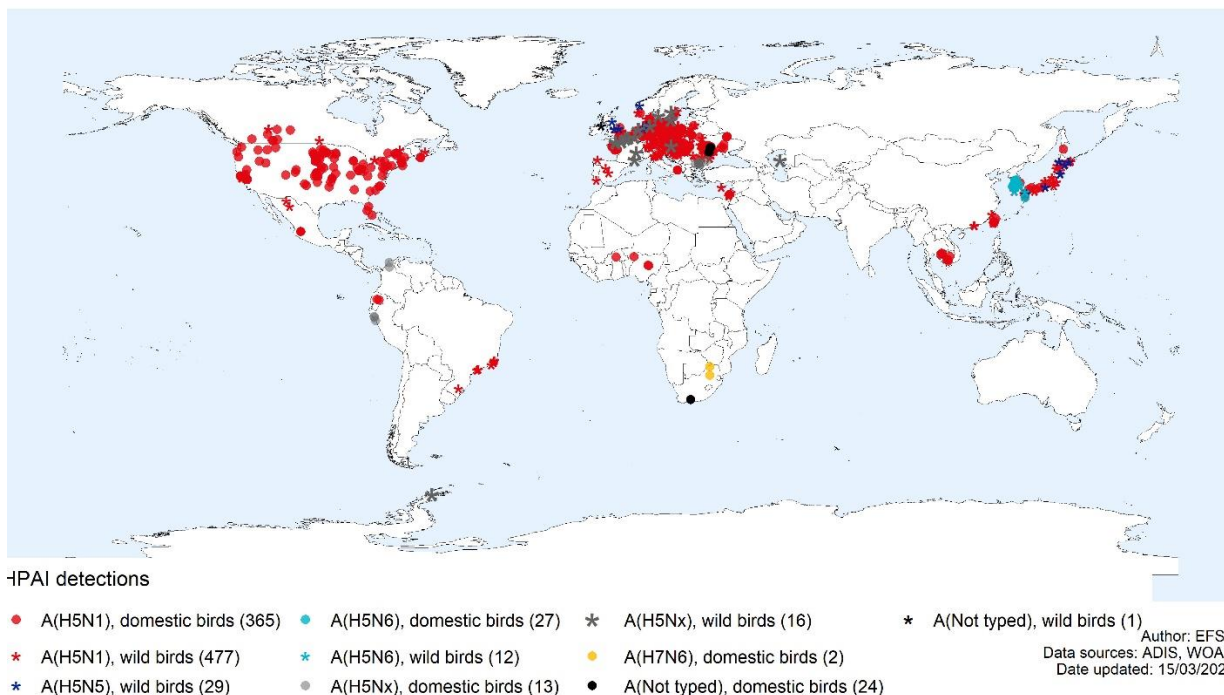 HPAI detections
A(H5N1), domestic birds (365) A(H5N6), domestic birds (27) A(H5Nx), wild birds (16) A(Not typed), wild birds (1)
A(H5N1), wild birds (477) A(H5N6), wild birds (12) A(H7N6), domestic birds (2)
A(H5N5), wild birds (29) A(H5Nx), domestic birds (13) A(Not typed), domestic birds (24)
Author: EFS
Data sources: ADIS, WOA
Date updated: 15/03/202